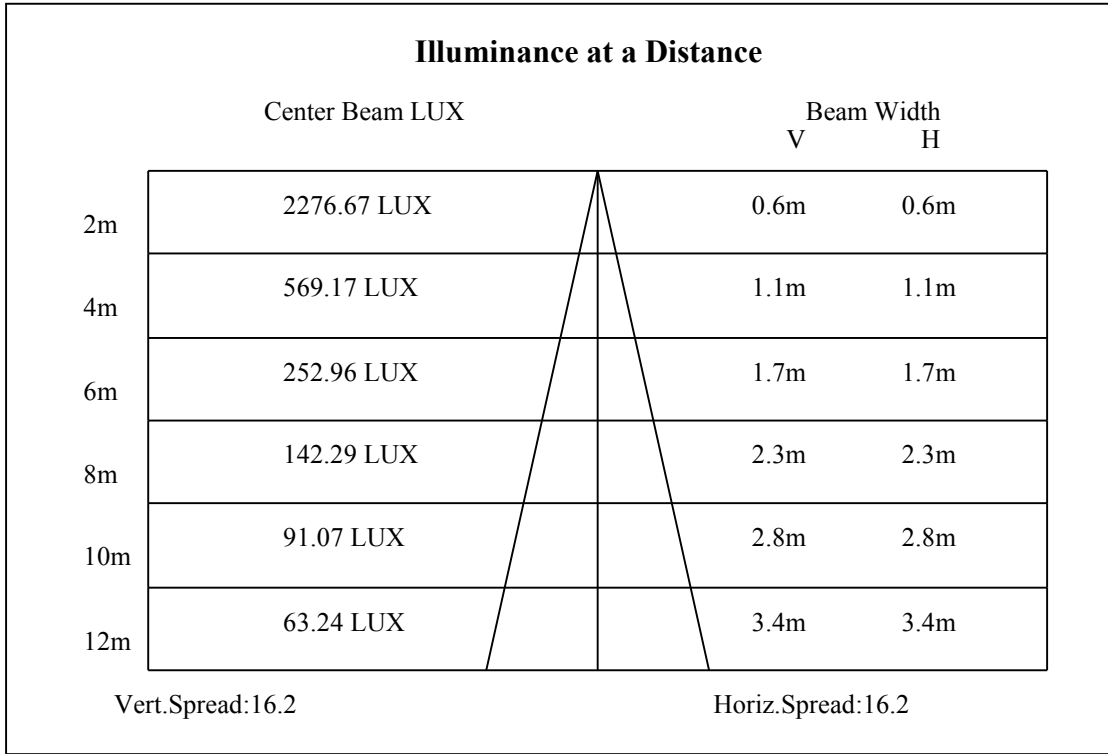 Illuminance at a Distance
Center Beam LUX Beam Width
V H
2m 2276.67 LUX 0.6m 0.6m
4m 569.17 LUX 1.1m 1.1m
6m 252.96 LUX 1.7m 1.7m
8m 142.29 LUX 2.3m 2.3m
10m 91.07 LUX 2.8m 2.8m
12m 63.24 LUX 3.4m 3.4m
Vert.Spread:16.2 Horiz.Spread:16.2